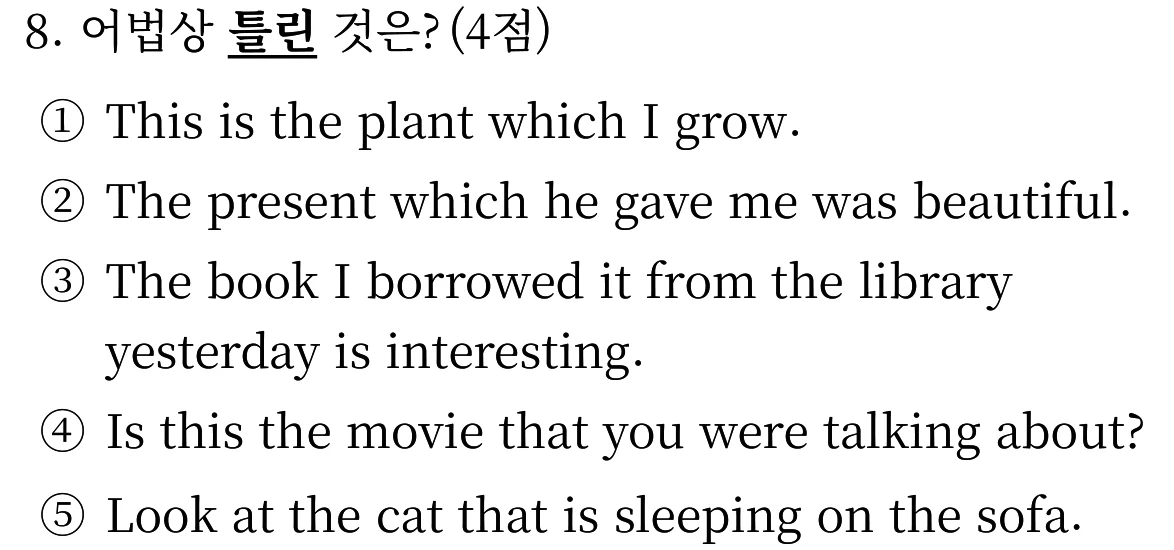 8. 어법상 틀린 것은? (4점)
① This is the plant which I grow.
② The present which he gave me was beautiful.
③ The book I borrowed it from the library
yesterday is interesting.
④ Is this the movie that you were talking about?
⑤ Look at the cat that is sleeping on the sofa.